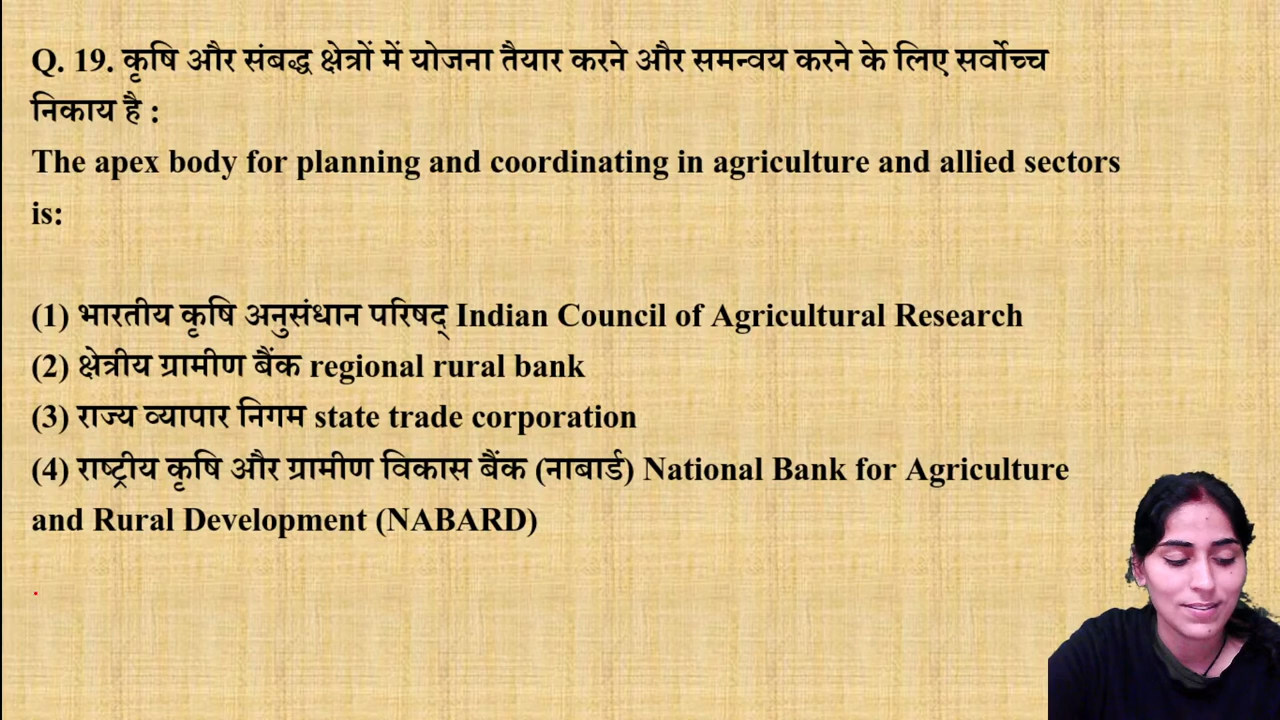 Q. 19. कृषि और संबद्ध क्षेत्रों में योजना तैयार करने और समन्वय करने के लिए सर्वोच्च
निकाय है :
The apex body for planning and coordinating in agriculture and allied sectors
is:
(1) भारतीय कृषि अनुसंधान परिषद् Indian Council of Agricultural Research
(2) क्षेत्रीय ग्रामीण बैंक regional rural bank
(3) राज्य व्यापार निगम state trade corporation
(4) राष्ट्रीय कृषि और ग्रामीण विकास बैंक (नाबार्ड) National Bank for Agriculture
and Rural Development (NABARD)